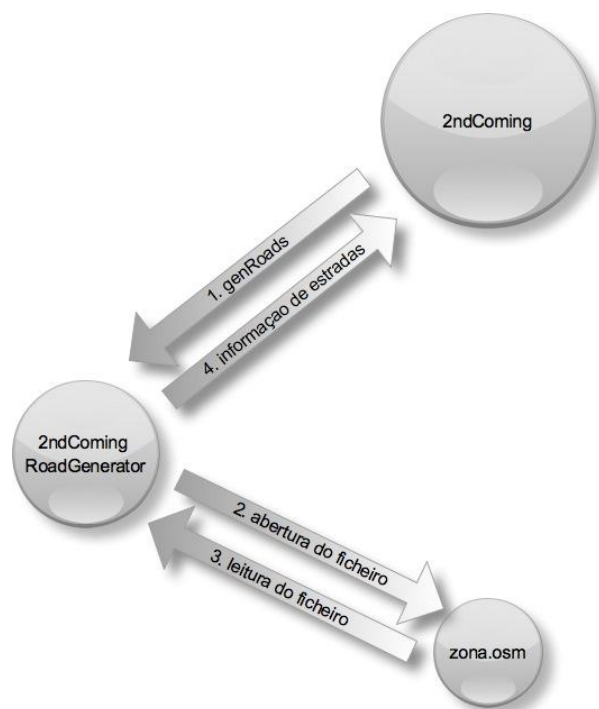 2ndComing
1. genRoads
4. informaçao de estradas
2ndComing
RoadGenerator
2. abertura do ficheiro
3. leitura do ficheiro
zona.osm